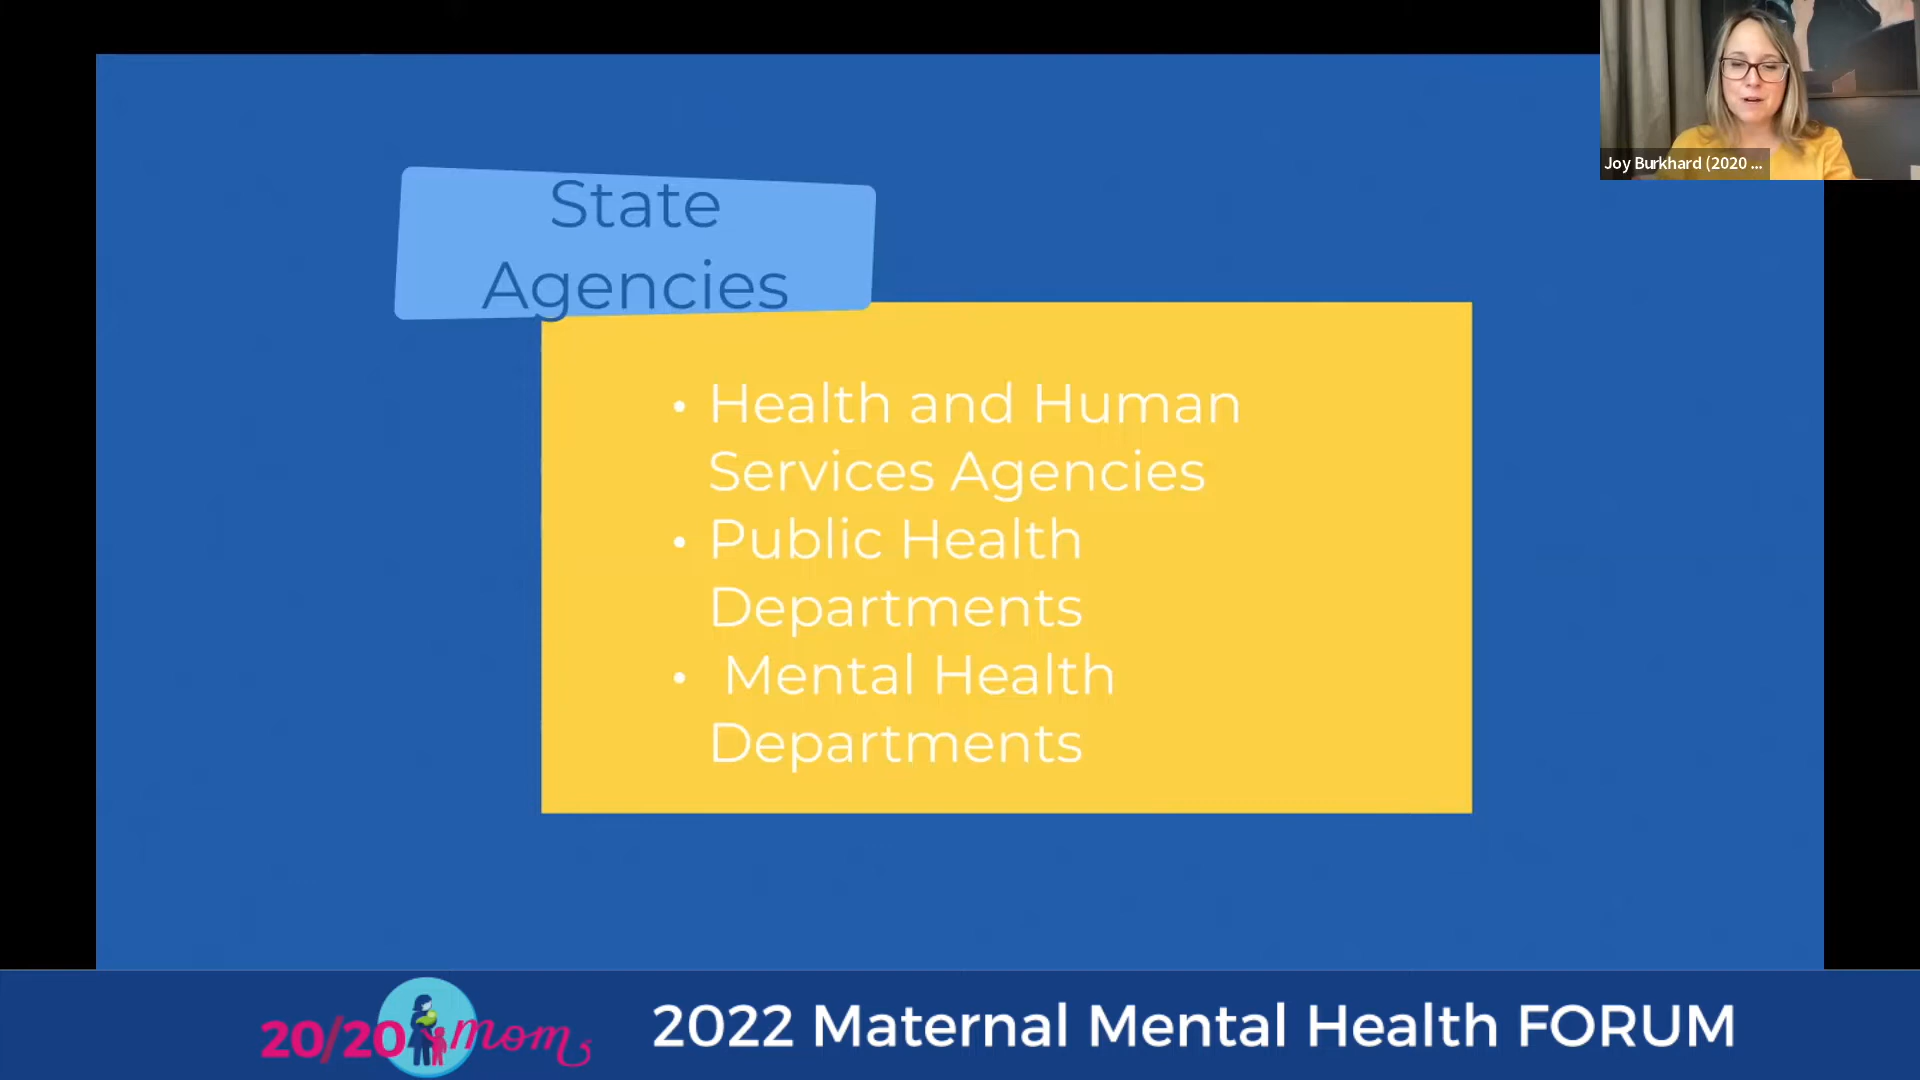 Joy Burkhard (2020 ...
State
Agencies
• Health and Human
Services Agencies
• Public Health
Departments
• Mental Health
Departments
20/20 mom
2022 Maternal Mental Health FORUM